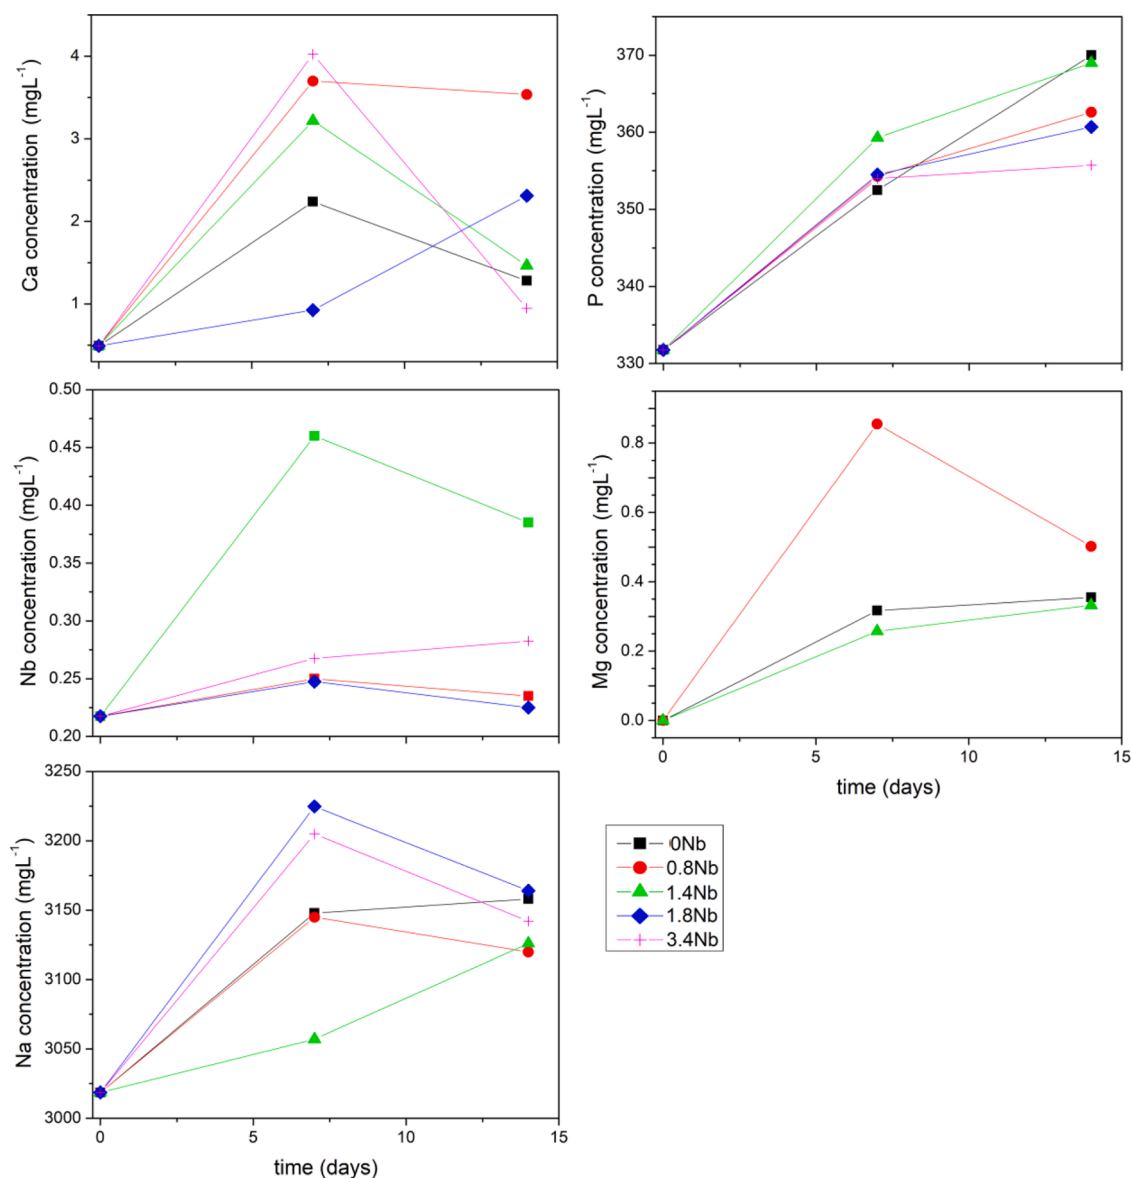 Ca concentration (mgL⁻¹)
4
3
2
1
P concentration (mgL⁻¹)
370
360
350
340
330
Nb concentration (mgL⁻¹)
0.50
0.45
0.40
0.35
0.30
0.25
0.20
Mg concentration (mgL⁻¹)
0.8
0.6
0.4
0.2
0.0
0 5 10 15
time (days)
Na concentration (mgL⁻¹)
3250
3200
3150
3100
3050
3000
0 5 10 15
time (days)
0Nb
0.8Nb
1.4Nb
1.8Nb
3.4Nb